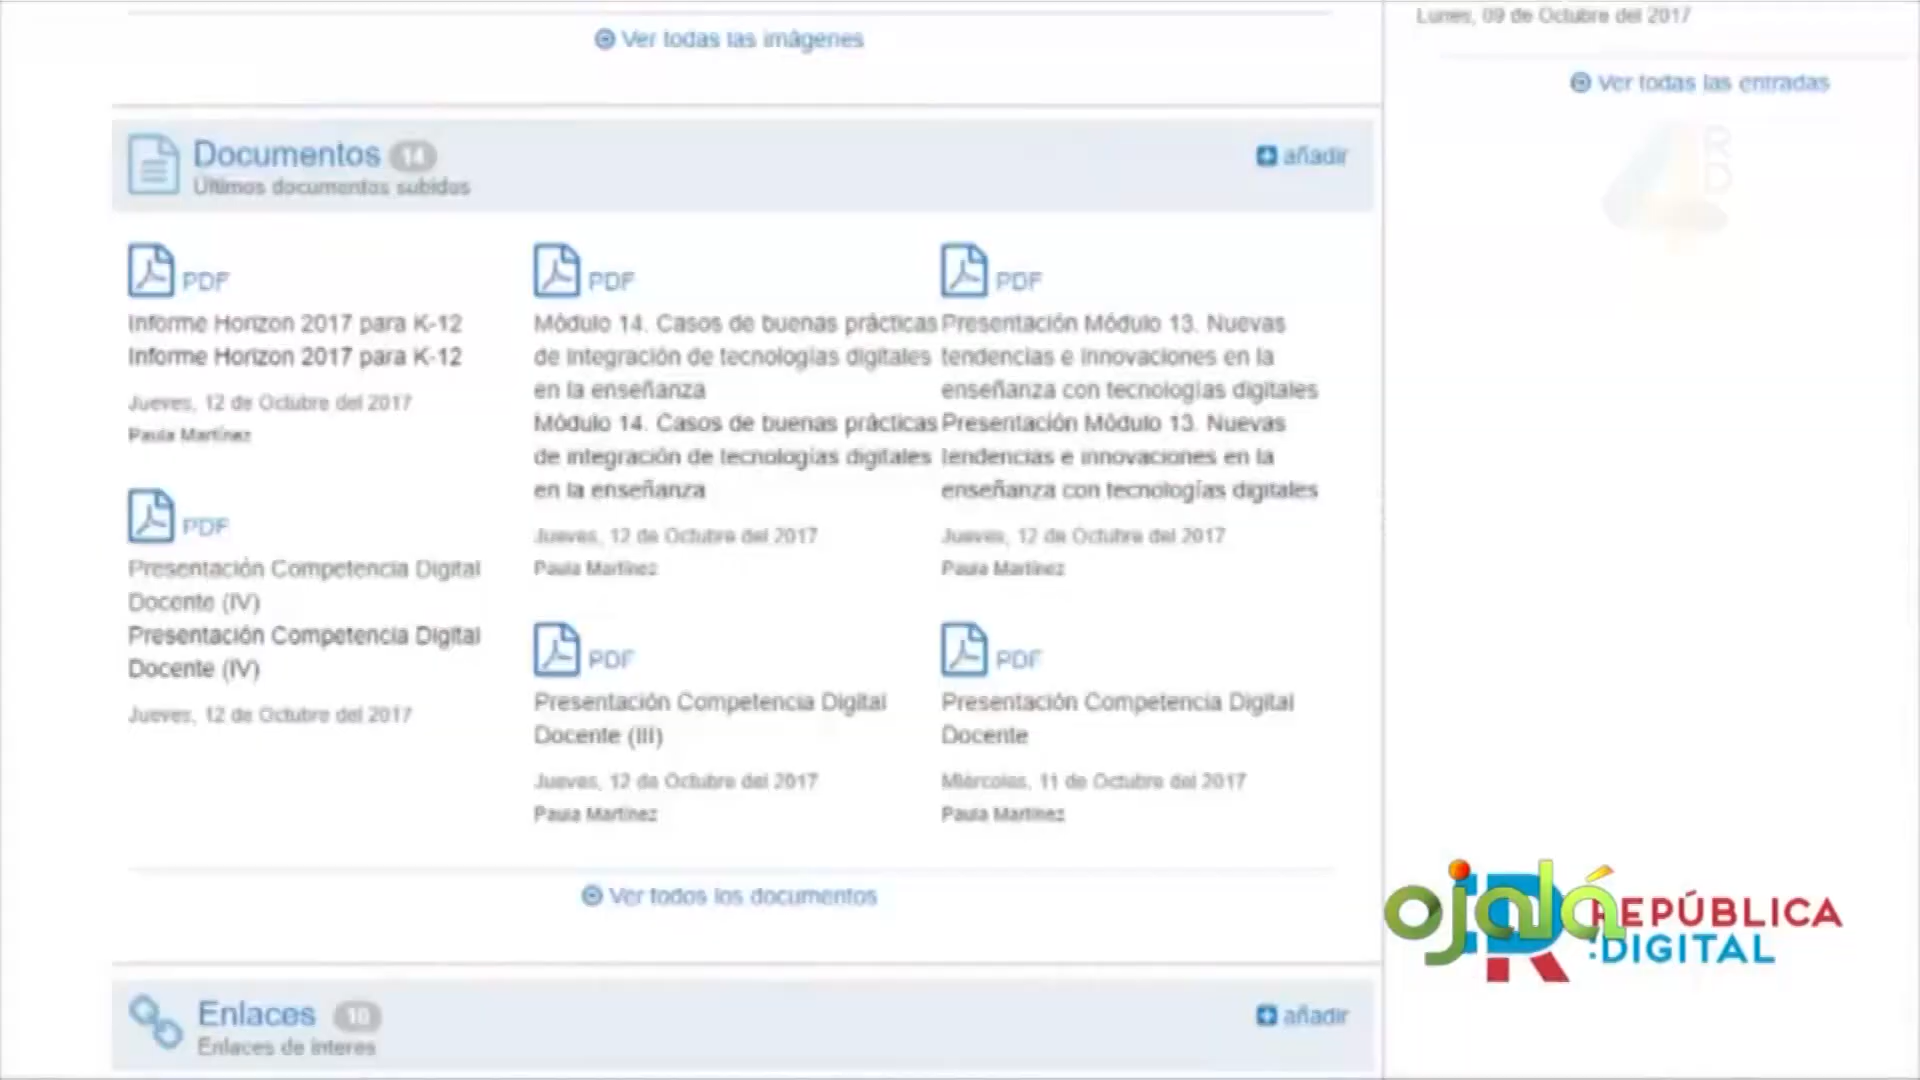 Ver todas las imágenes
Lunes, 09 de Octubre del 2017
Ver todas las entradas
RD
Documentos 14
Últimos documentos subidos
añadir
PDF
Informe Horizon 2017 para K-12
Informe Horizon 2017 para K-12
Jueves, 12 de Octubre del 2017
Paula Martínez
PDF
Presentación Competencia Digital
Docente (IV)
Presentación Competencia Digital
Docente (IV)
Jueves, 12 de Octubre del 2017
PDF
Módulo 14. Casos de buenas prácticas
de integración de tecnologías digitales
en la enseñanza
Módulo 14. Casos de buenas prácticas
de integración de tecnologías digitales
en la enseñanza
Jueves, 12 de Octubre del 2017
Paula Martínez
PDF
Presentación Competencia Digital
Docente (III)
Jueves, 12 de Octubre del 2017
Paula Martínez
PDF
Presentación Módulo 13. Nuevas
tendencias e innovaciones en la
enseñanza con tecnologías digitales
Presentación Módulo 13. Nuevas
tendencias e innovaciones en la
enseñanza con tecnologías digitales
Jueves, 12 de Octubre del 2017
Paula Martínez
PDF
Presentación Competencia Digital
Docente
Miércoles, 11 de Octubre del 2017
Paula Martínez
Ver todos los documentos
ojalá
REPÚBLICA
:DIGITAL
Enlaces 10
Enlaces de interes
añadir